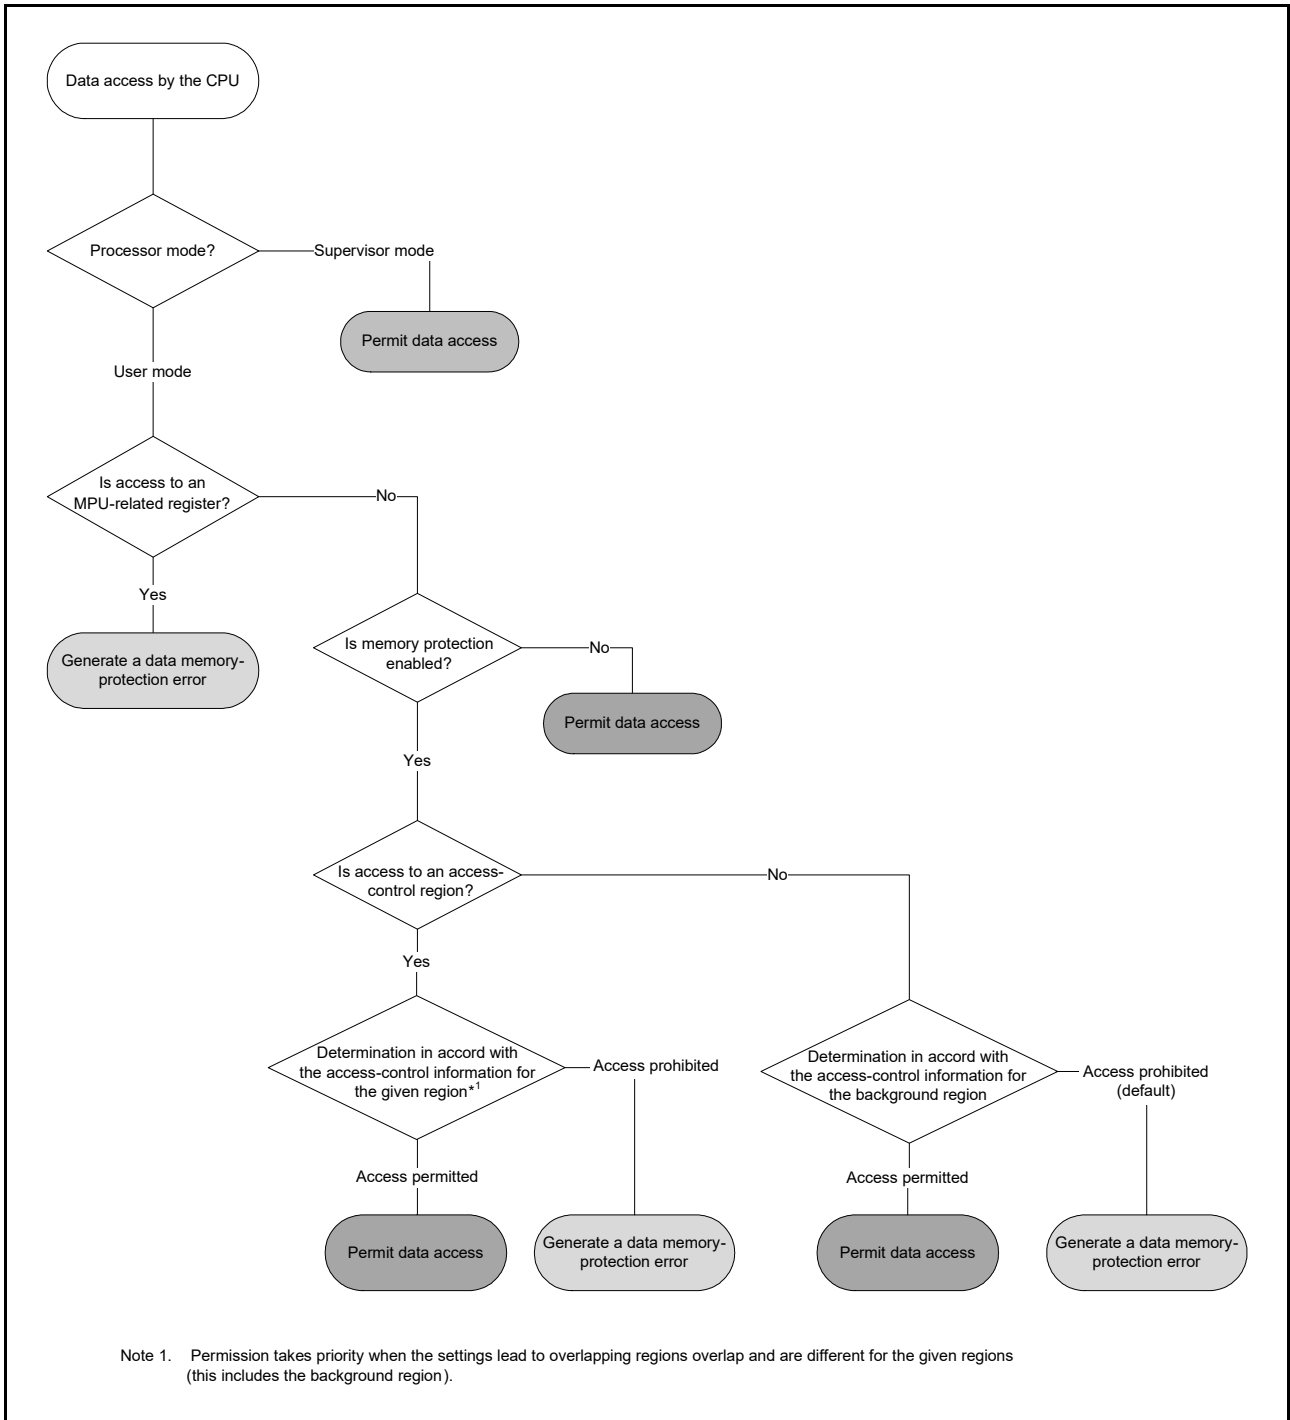 Data access by the CPU
Processor mode?
Supervisor mode
Permit data access
User mode
Is access to an
MPU-related register?
No
Yes
Generate a data memory-
protection error
Is memory protection
enabled?
No
Permit data access
Yes
Is access to an access-
control region?
No
Yes
Determination in accord with
the access-control information for
the given region*1
Access prohibited
Determination in accord with
the access-control information for
the background region
Access prohibited
(default)
Access permitted
Access permitted
Permit data access
Generate a data memory-
protection error
Permit data access
Generate a data memory-
protection error
Note 1. Permission takes priority when the settings lead to overlapping regions overlap and are different for the given regions
(this includes the background region).